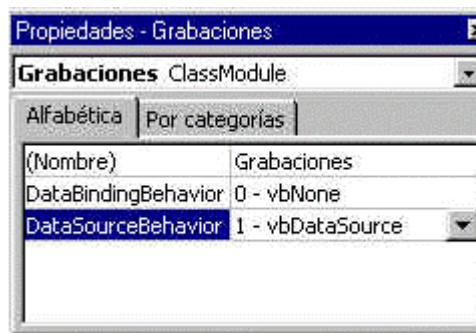 Propiedades - Grabaciones
Grabaciones ClassModule
Alfabética Por categorías
(Nombre) Grabaciones
DataBindingBehavior 0 - vbNone
DataSourceBehavior 1 - vbDataSource